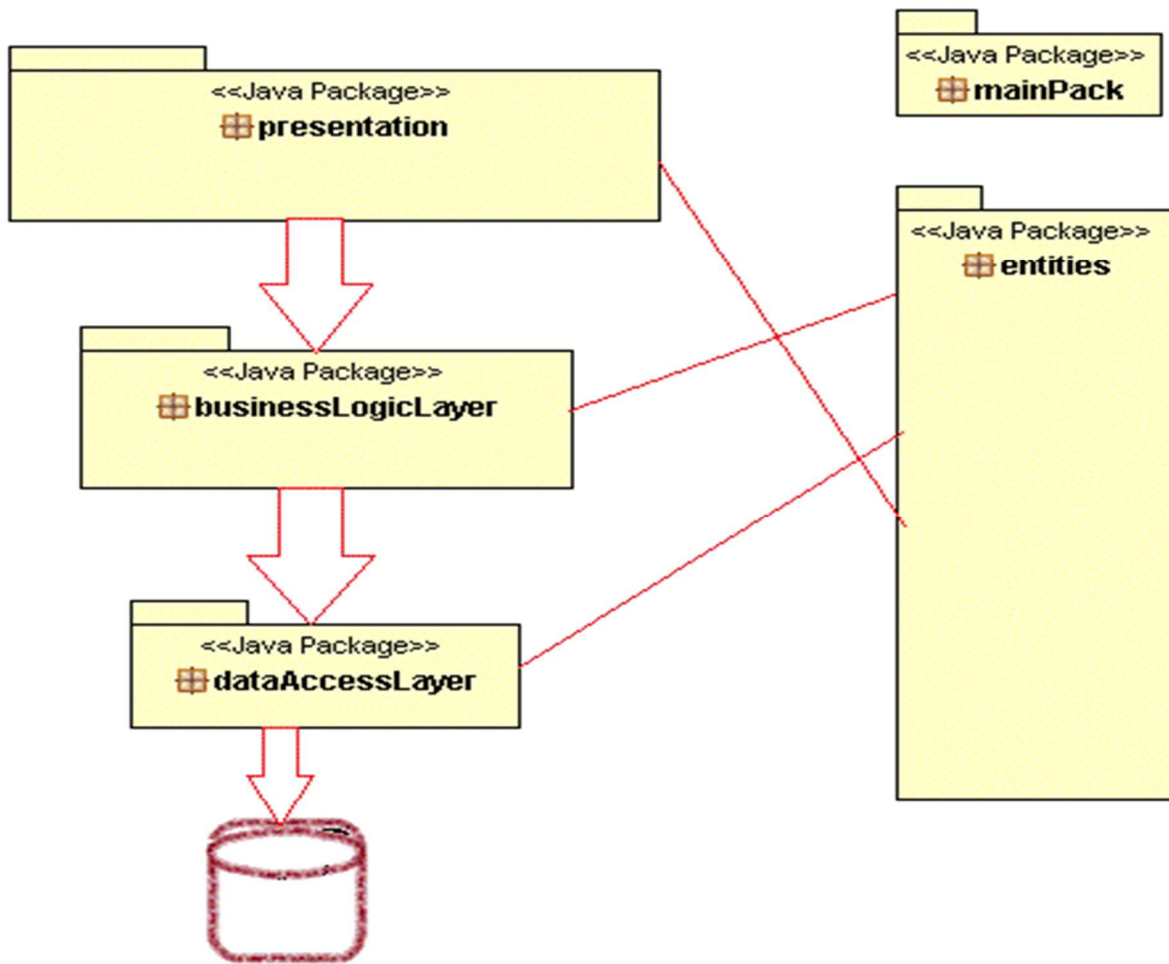 <<Java Package>>
presentation
<<Java Package>>
mainPack
<<Java Package>>
entities
<<Java Package>>
businessLogicLayer
<<Java Package>>
dataAccessLayer